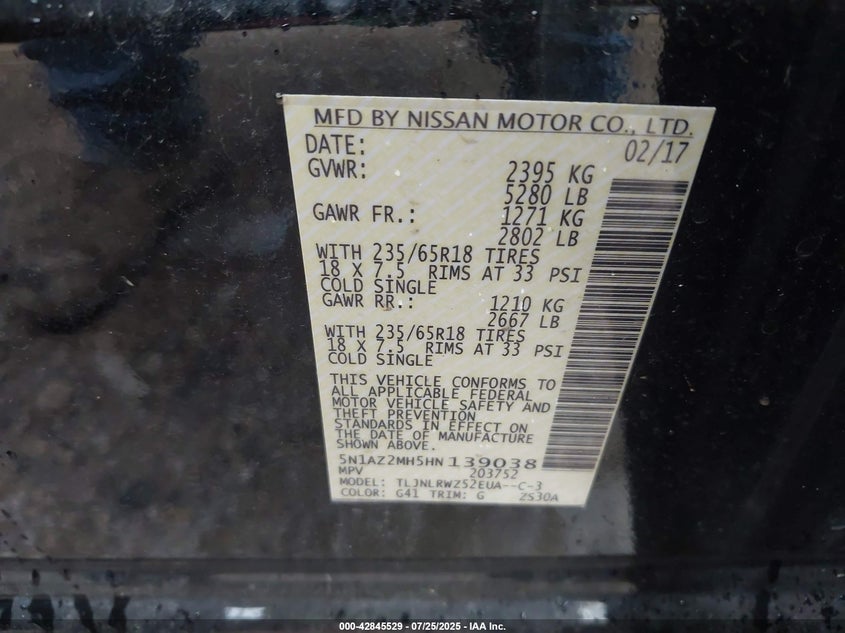 MFD BY NISSAN MOTOR CO., LTD.
DATE: 02/17
GVWR: 2395 KG
5280 LB
GAWR FR.: 1271 KG
2802 LB
WITH 235/65R18 TIRES
18 X 7.5 RIMS AT 33 PSI
COLD SINGLE
GAWR RR.: 1210 KG
2667 LB
WITH 235/65R18 TIRES
18 X 7.5 RIMS AT 33 PSI
COLD SINGLE
THIS VEHICLE CONFORMS TO
ALL APPLICABLE FEDERAL
MOTOR VEHICLE SAFETY AND
THEFT PREVENTION
STANDARDS IN EFFECT ON
THE DATE OF MANUFACTURE
SHOWN ABOVE.
5N1AZ2MH5HN 139038
MPV 203752
MODEL: TLJNLRWZ52EUA--C-3
COLOR: G41 TRIM: G ZS30A
000-42845529 - 07/25/2025 - IAA Inc.